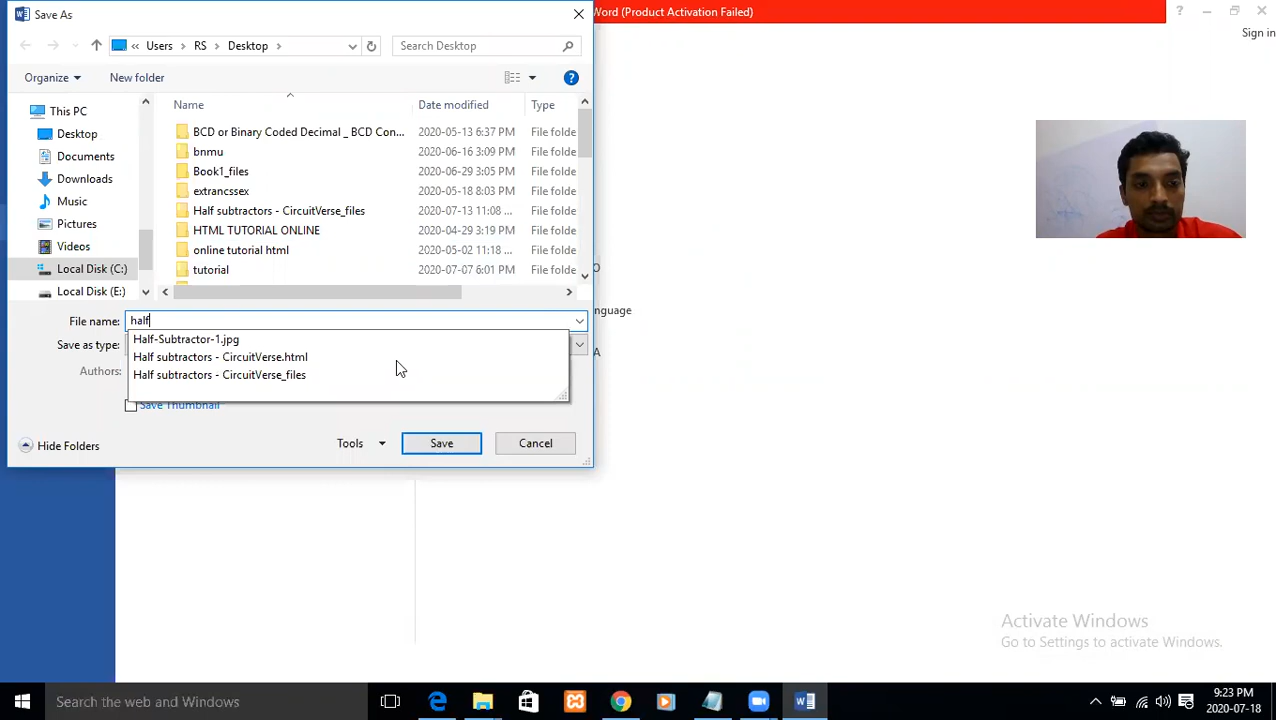 Save As
Word (Product Activation Failed)
Sign in
Users RS Desktop
Search Desktop
Organize New folder
This PC
Desktop
Documents
Downloads
Music
Pictures
Videos
Local Disk (C:)
Local Disk (E:)
Name Date modified Type
BCD or Binary Coded Decimal _ BCD Con... 2020-05-13 6:37 PM File folde
bnmu 2020-06-16 3:09 PM File folde
Book1_files 2020-06-29 3:05 PM File folde
extrancssex 2020-05-18 8:03 PM File folde
Half subtractors - CircuitVerse_files 2020-07-13 11:08 ... File folde
HTML TUTORIAL ONLINE 2020-04-29 3:19 PM File folde
online tutorial html 2020-05-02 11:18 ... File folde
tutorial 2020-07-07 6:01 PM File folde
O
nguage
A
File name: half
Half-Subtractor-1.jpg
Half subtractors - CircuitVerse.html
Half subtractors - CircuitVerse_files
Save as type:
Authors:
Save Thumbnail
Hide Folders
Tools Save Cancel
Activate Windows
Go to Settings to activate Windows.
Search the web and Windows
9:23 PM
2020-07-18